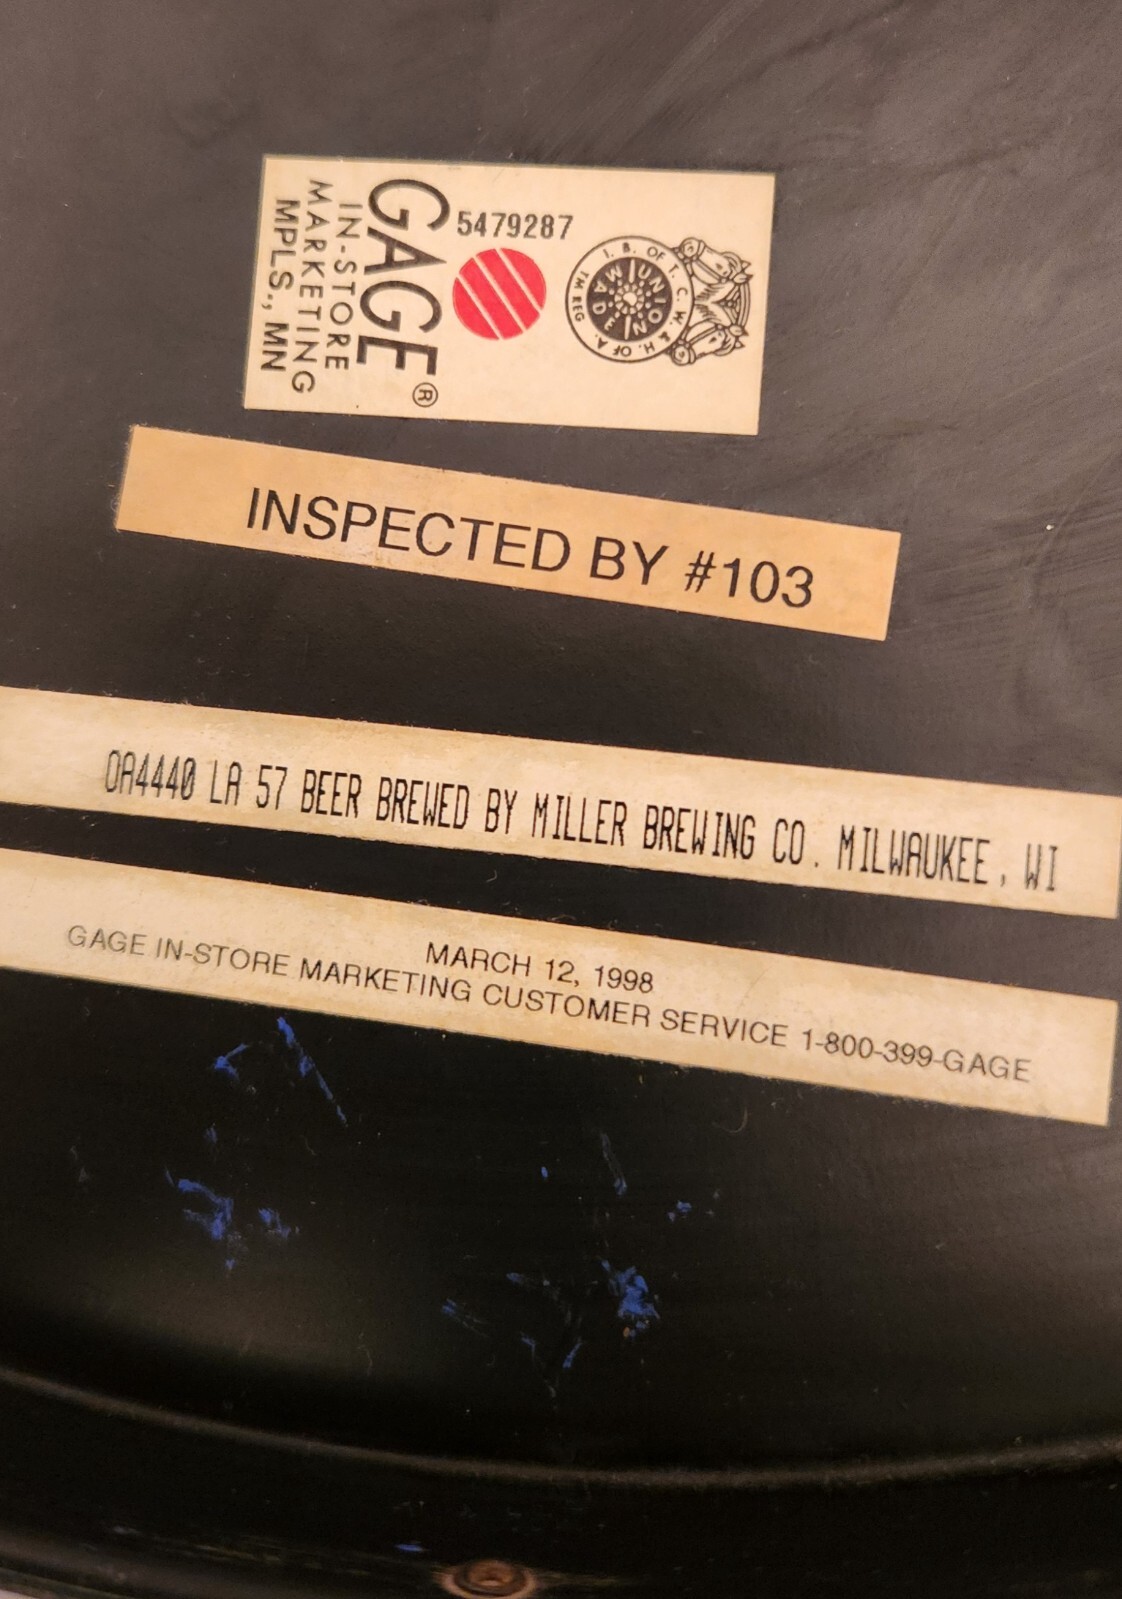 GAGE®
IN-STORE
MARKETING
MPLS., MN
5479287
I. B. OF T. C. W. & H. OF A.
UNION
MADE
TM REG
INSPECTED BY #103
OA4440 LA 57 BEER BREWED BY MILLER BREWING CO. MILWAUKEE, WI
MARCH 12, 1998
GAGE IN-STORE MARKETING CUSTOMER SERVICE 1-800-399-GAGE